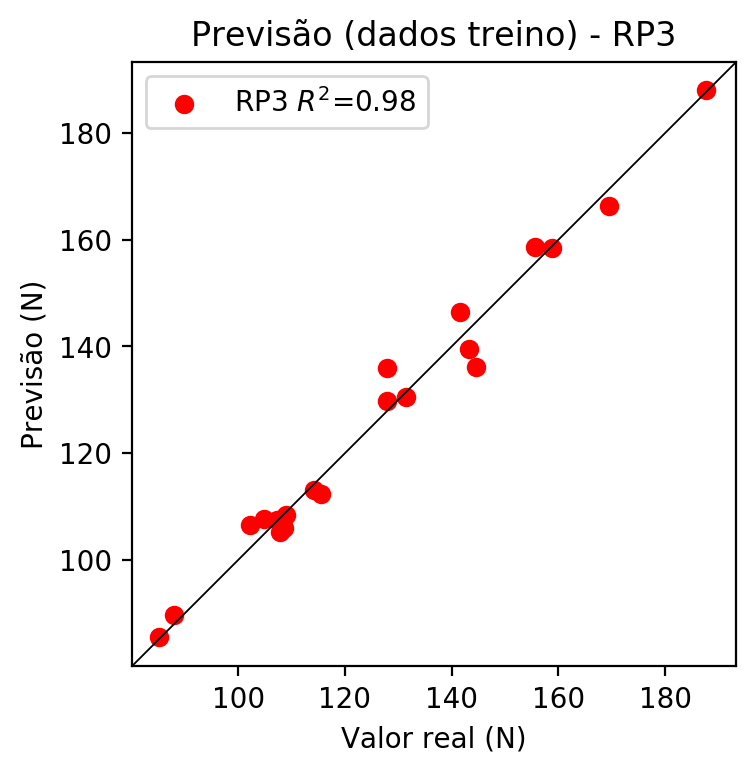 Previsão (dados treino) - RP3
RP3 R²=0.98
180
160
140
120
100
Previsão (N)
100 120 140 160 180
Valor real (N)